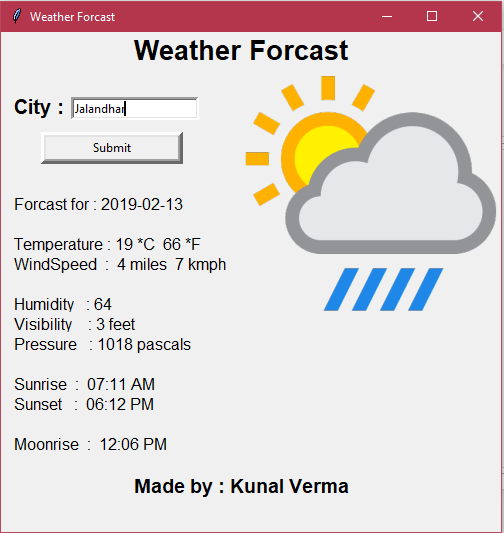 Weather Forcast
Weather Forcast
City : Jalandhar
Submit
Forcast for : 2019-02-13
Temperature : 19 *C  66 *F
WindSpeed  :  4 miles  7 kmph
Humidity   : 64
Visibility    : 3 feet
Pressure   : 1018 pascals
Sunrise  :  07:11 AM
Sunset   :  06:12 PM
Moonrise  :  12:06 PM
Made by : Kunal Verma